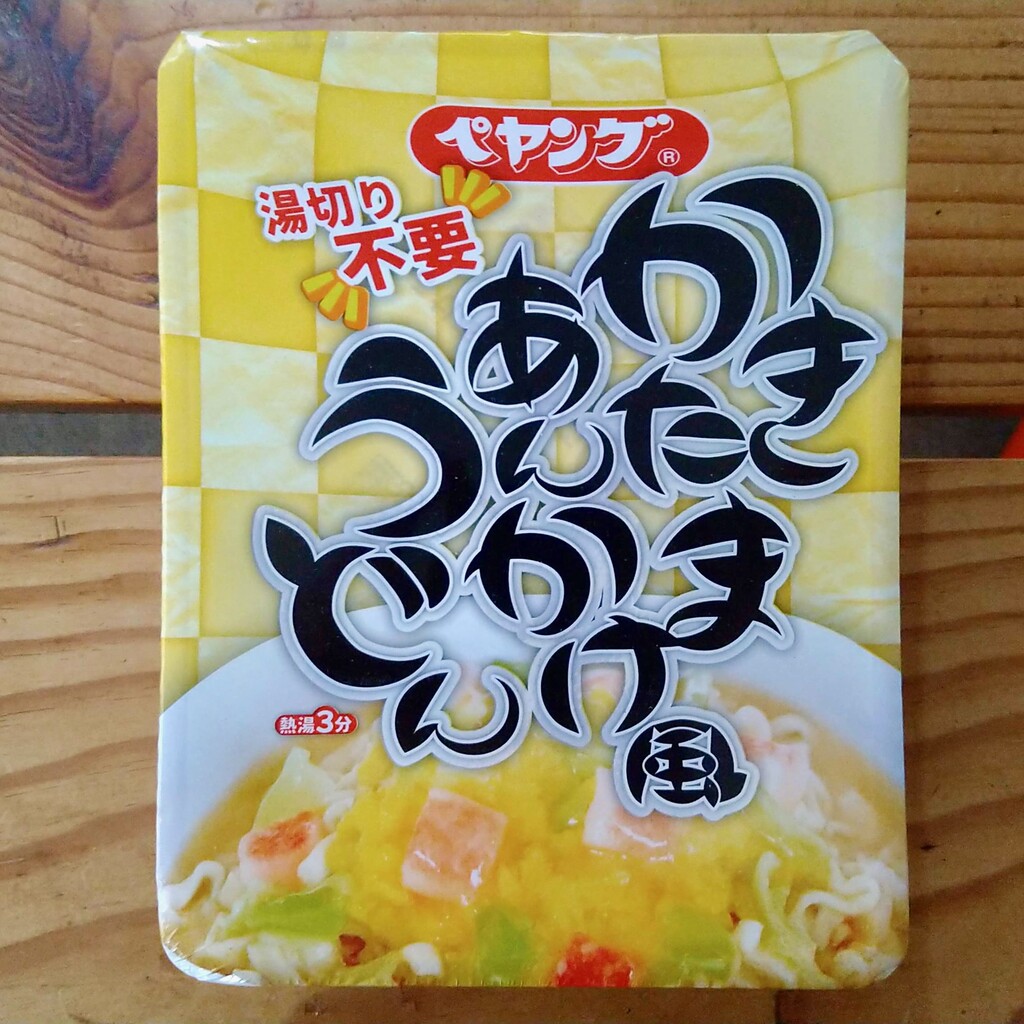 ペヤング®
湯切り
不要
かきたま風
あんかけ
うどん
熱湯3分